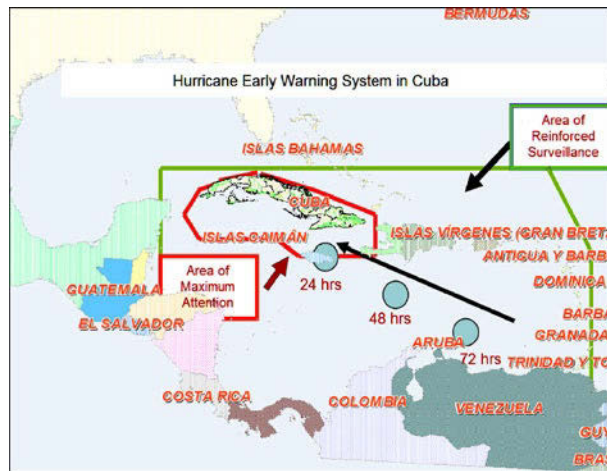 BERMUDAS
Hurricane Early Warning System in Cuba
Area of
Reinforced
Surveillance
ISLAS BAHAMAS
CUBA
ISLAS CAIMÁN
ISLAS VÍRGENES (GRAN BRET
ANTIGUA Y BARB
Area of
Maximum
Attention
24 hrs
DOMINICA
GUATEMALA
48 hrs
BARBA
EL SALVADOR
GRANADA
ARUBA
72 hrs
TRINIDAD Y TO
COSTA RICA
COLOMBIA
VENEZUELA
GUY
BRAS